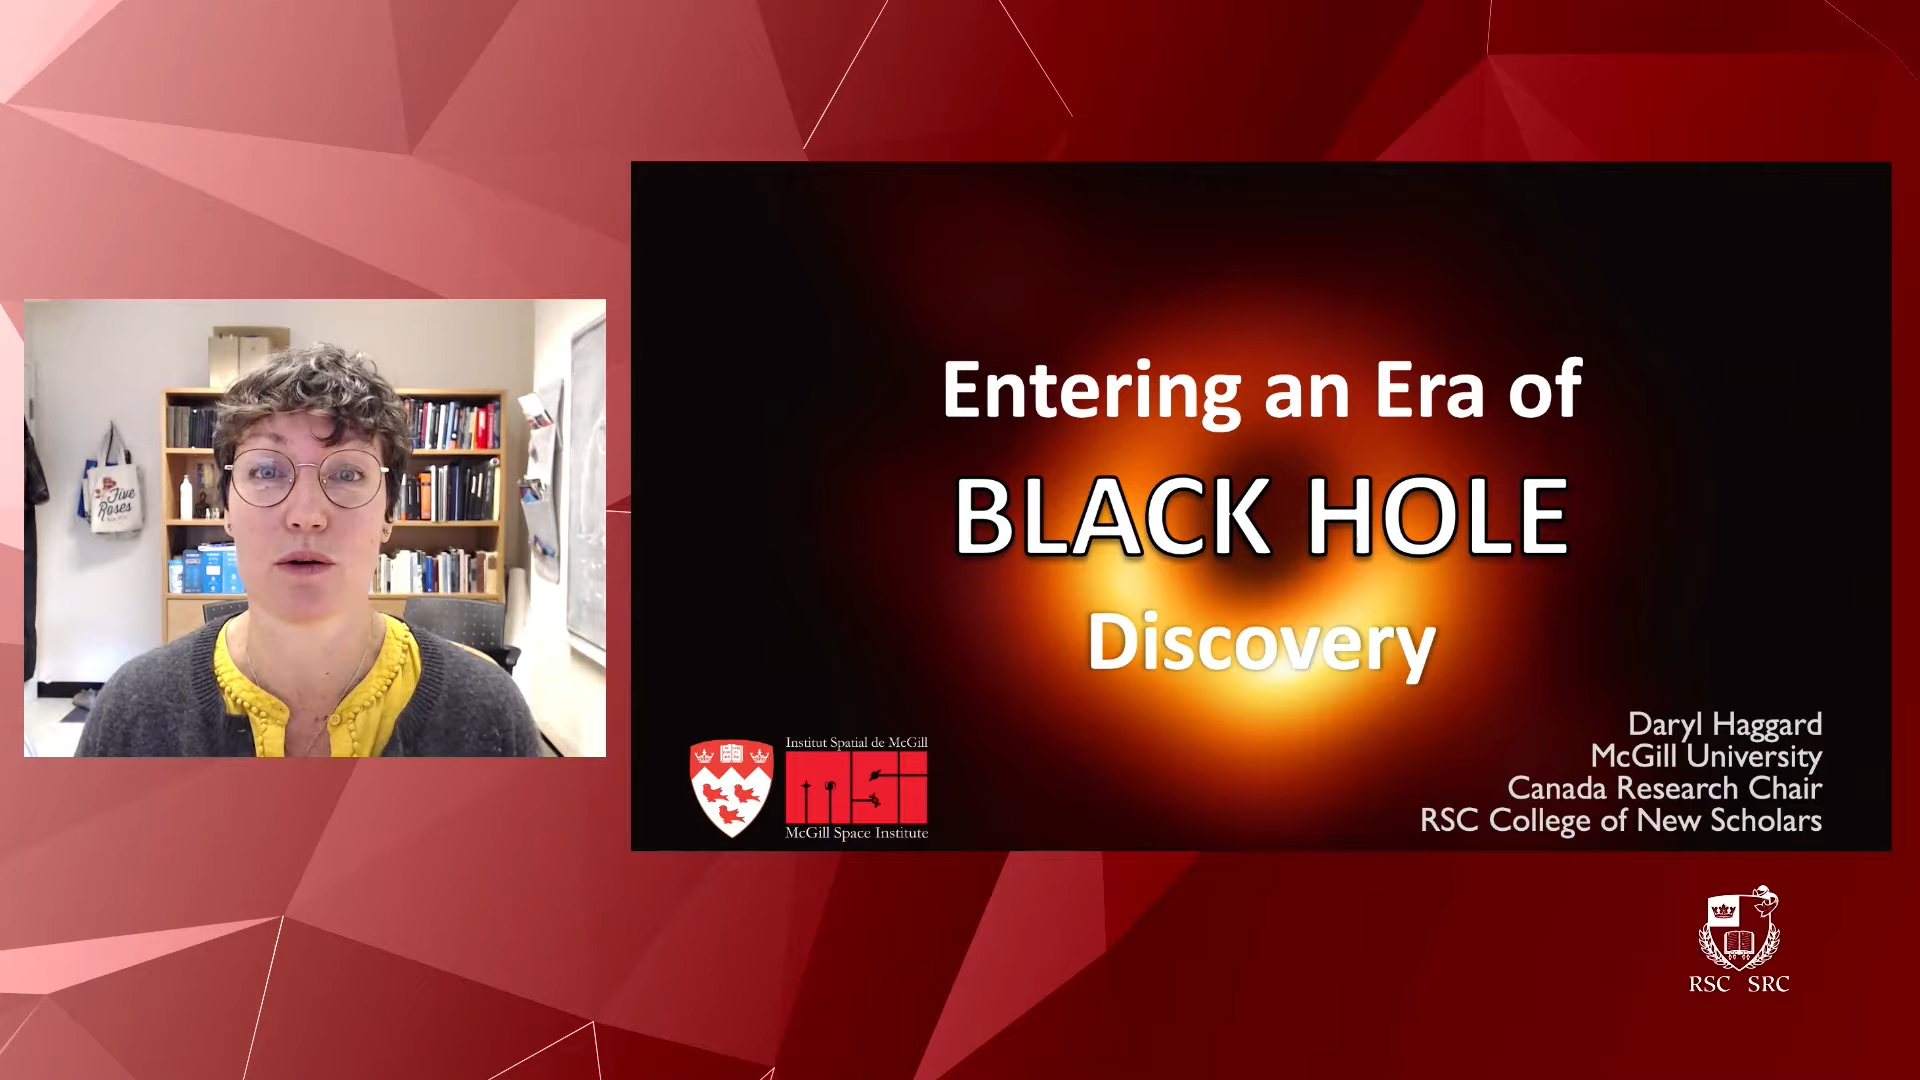 Five
Roses
Entering an Era of
BLACK HOLE
Discovery
Daryl Haggard
McGill University
Canada Research Chair
RSC College of New Scholars
Institut Spatial de McGill
msi
McGill Space Institute
RSC SRC